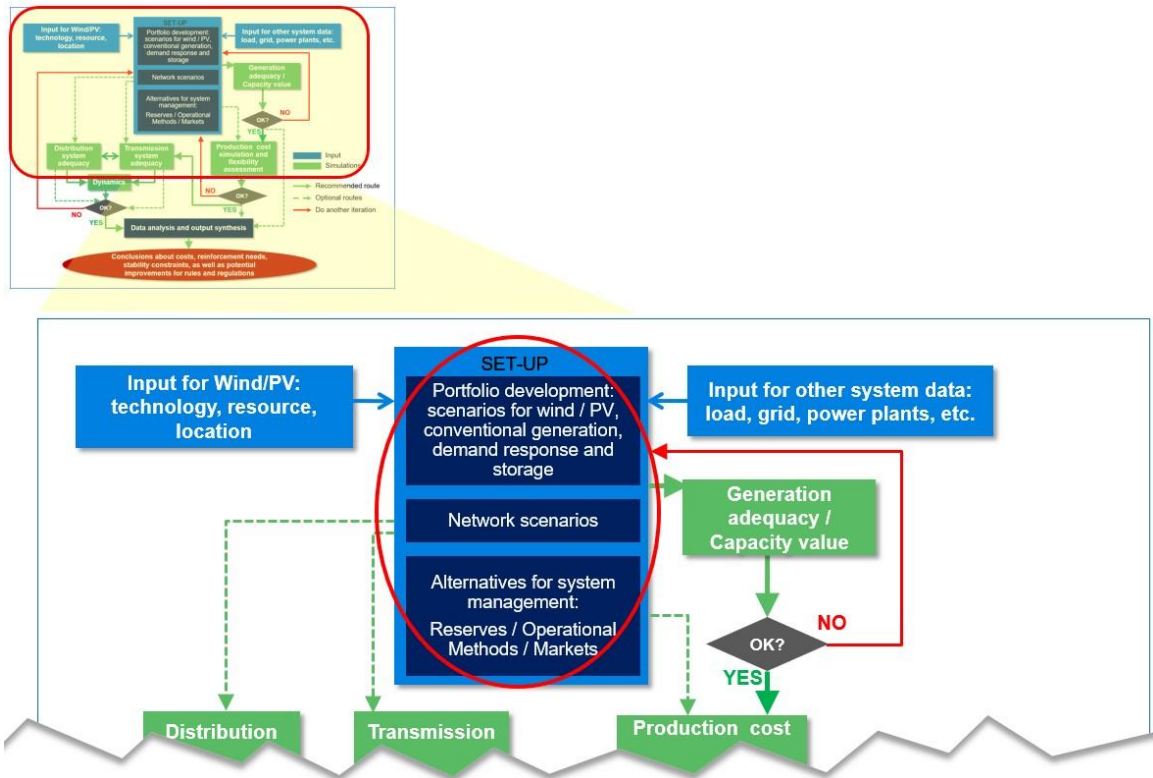 SET-UP
Input for Wind/PV:
technology, resource,
location
Portfolio development:
scenarios for wind / PV,
conventional generation,
demand response and
storage
Input for other system data:
load, grid, power plants, etc.
Network scenarios
Generation
adequacy /
Capacity value
Alternatives for system
management:
Reserves / Operational
Methods / Markets
NO
OK?
YES
Distribution
system
adequacy
Transmission
system
adequacy
Production cost
simulation and
flexibility
assessment
Input
Simulations
Dynamics
NO
OK?
Recommended route
Optional routes
Do another iteration
NO
OK?
YES
YES
Data analysis and output synthesis
Conclusions about costs, reinforcement needs,
stability constraints, as well as potential
improvements for rules and regulations
SET-UP
Input for Wind/PV:
technology, resource,
location
Portfolio development:
scenarios for wind / PV,
conventional generation,
demand response and
storage
Input for other system data:
load, grid, power plants, etc.
Network scenarios
Generation
adequacy /
Capacity value
Alternatives for system
management:
Reserves / Operational
Methods / Markets
NO
OK?
YES
Distribution
Transmission
Production cost